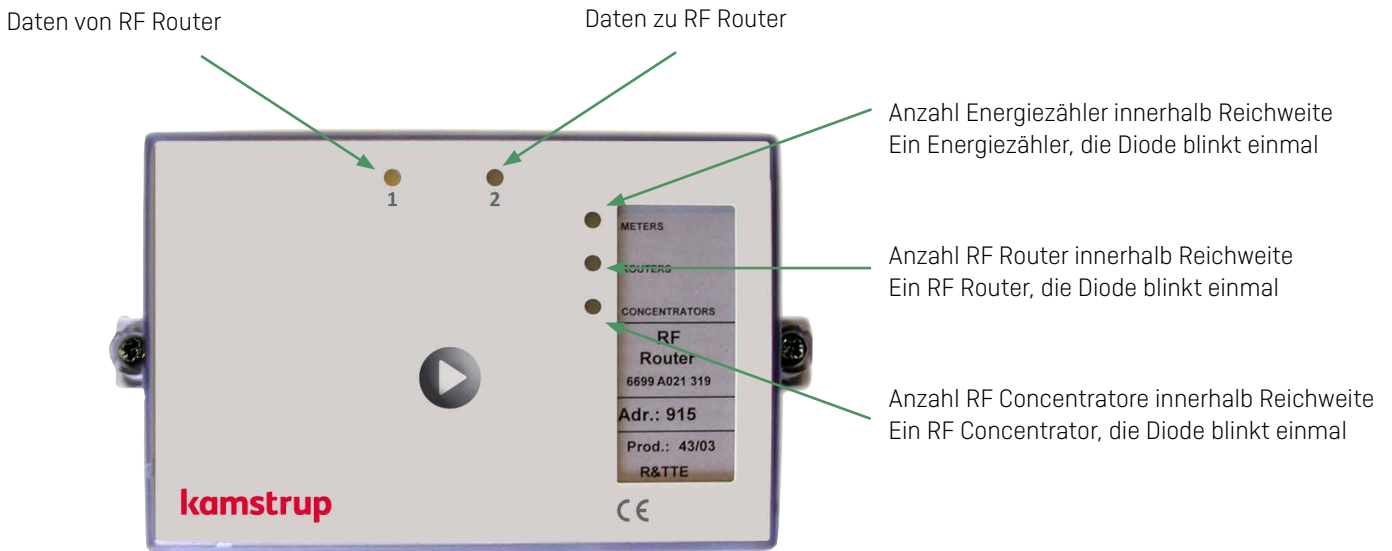 Daten von RF Router
Daten zu RF Router
Anzahl Energiezähler innerhalb Reichweite
Ein Energiezähler, die Diode blinkt einmal
1
2
METERS
Anzahl RF Router innerhalb Reichweite
Ein RF Router, die Diode blinkt einmal
ROUTERS
CONCENTRATORS
RF
Router
6699 A021 319
Anzahl RF Concentratore innerhalb Reichweite
Ein RF Concentrator, die Diode blinkt einmal
Adr.: 915
Prod.: 43/03
R&TTE
kamstrup
CE